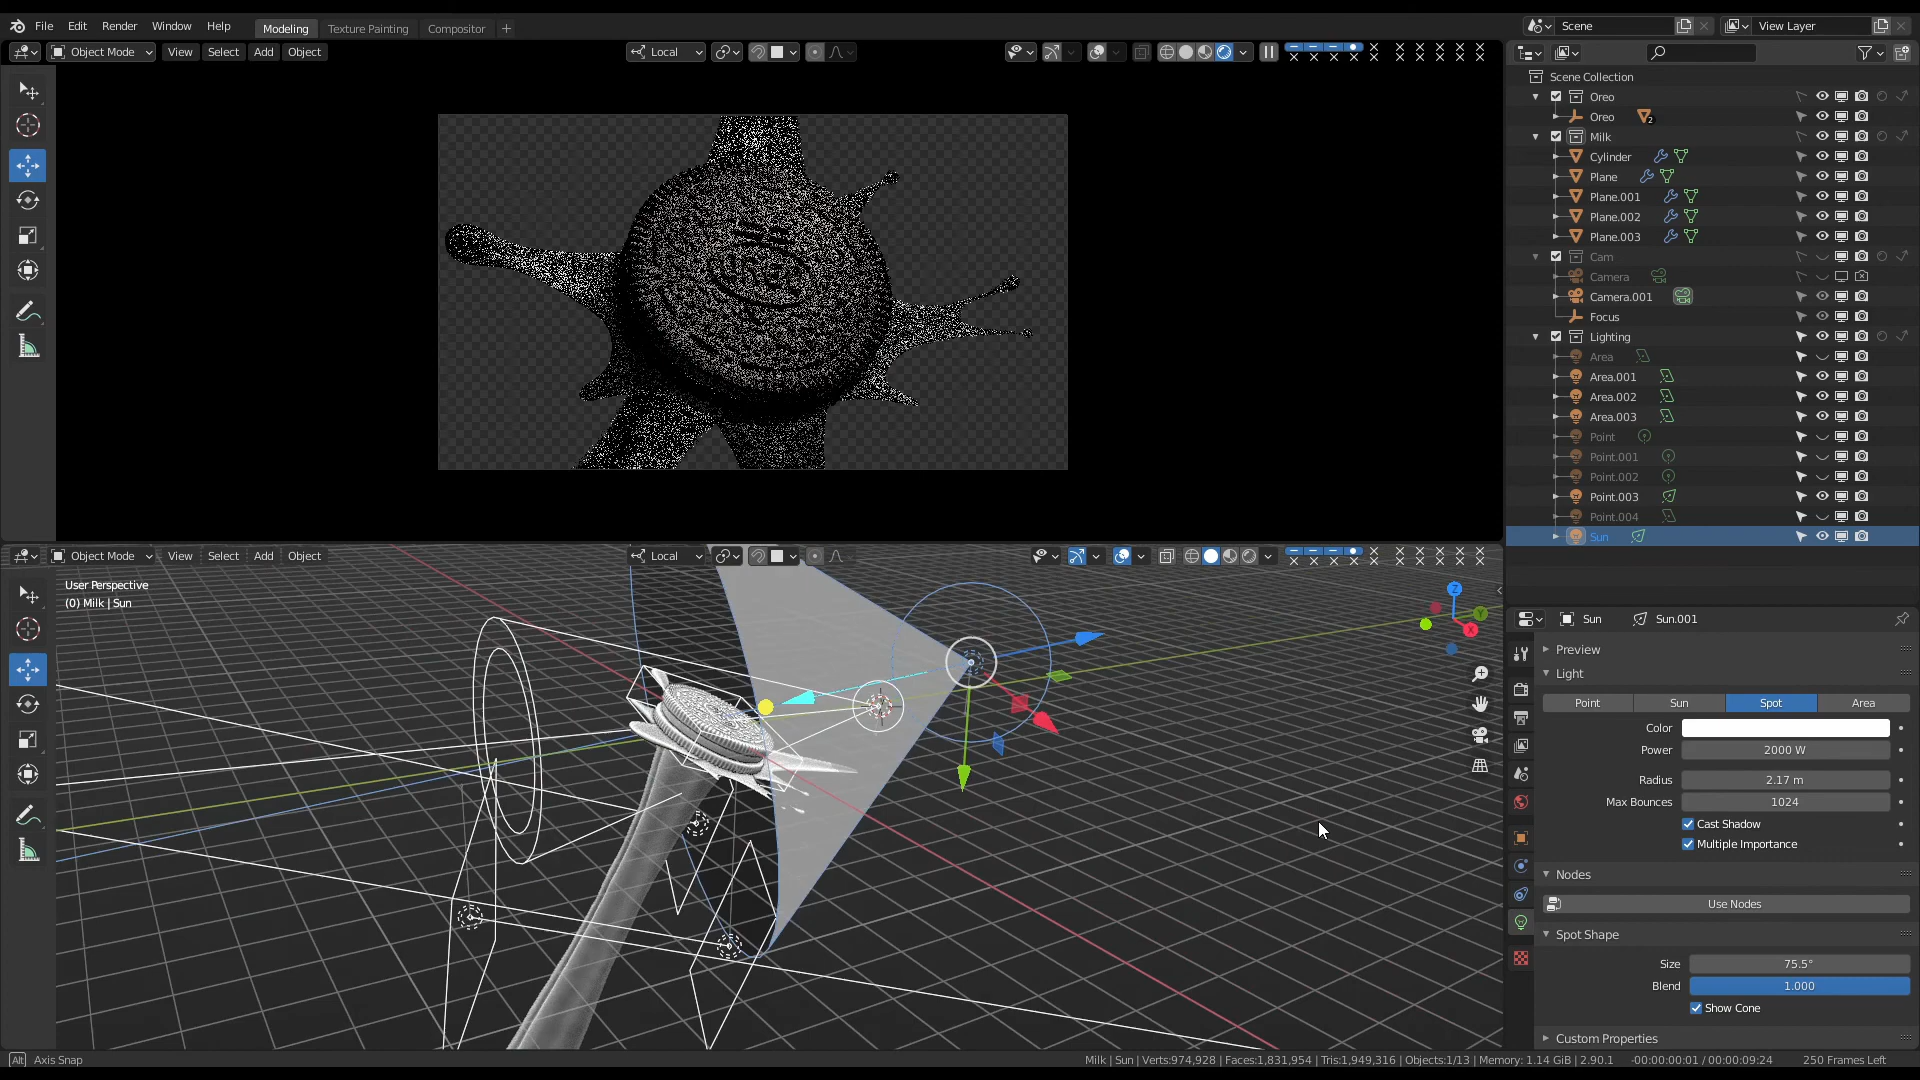 File Edit Render Window Help Modeling Texture Painting Compositor + Scene View Layer
Object Mode View Select Add Object Local
Scene Collection
Oreo
Oreo 2
Milk
Cylinder
Plane
Plane.001
Plane.002
Plane.003
Cam
Camera
Camera.001
Focus
Lighting
Area
Area.001
Area.002
Area.003
Point
Point.001
Point.002
Point.003
Point.004
Sun
Object Mode View Select Add Object Local
User Perspective
(0) Milk | Sun
Z
Y
X
Sun Sun.001
Preview
Light
Point Sun Spot Area
Color
Power 2000 W
Radius 2.17 m
Max Bounces 1024
Cast Shadow
Multiple Importance
Nodes
Use Nodes
Spot Shape
Size 75.5°
Blend 1.000
Show Cone
Custom Properties
Alt Axis Snap
Milk | Sun | Verts:974,928 | Faces:1,831,954 | Tris:1,949,316 | Objects:1/13 | Memory: 1.14 GiB | 2.90.1 -00:00:00:01 / 00:00:09:24 250 Frames Left